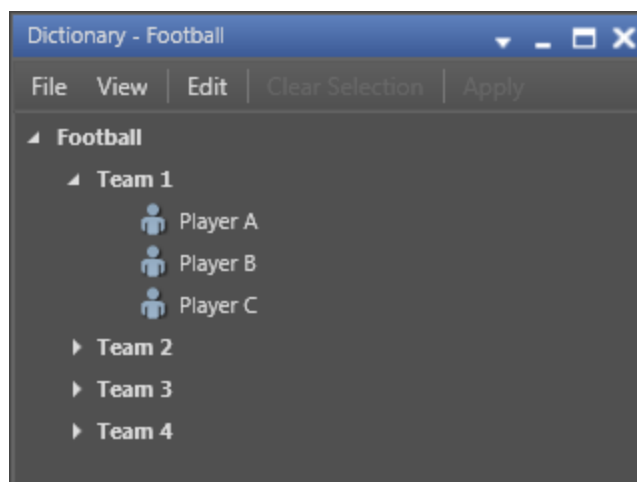 Dictionary - Football
File View Edit Clear Selection Apply
Football
Team 1
Player A
Player B
Player C
Team 2
Team 3
Team 4